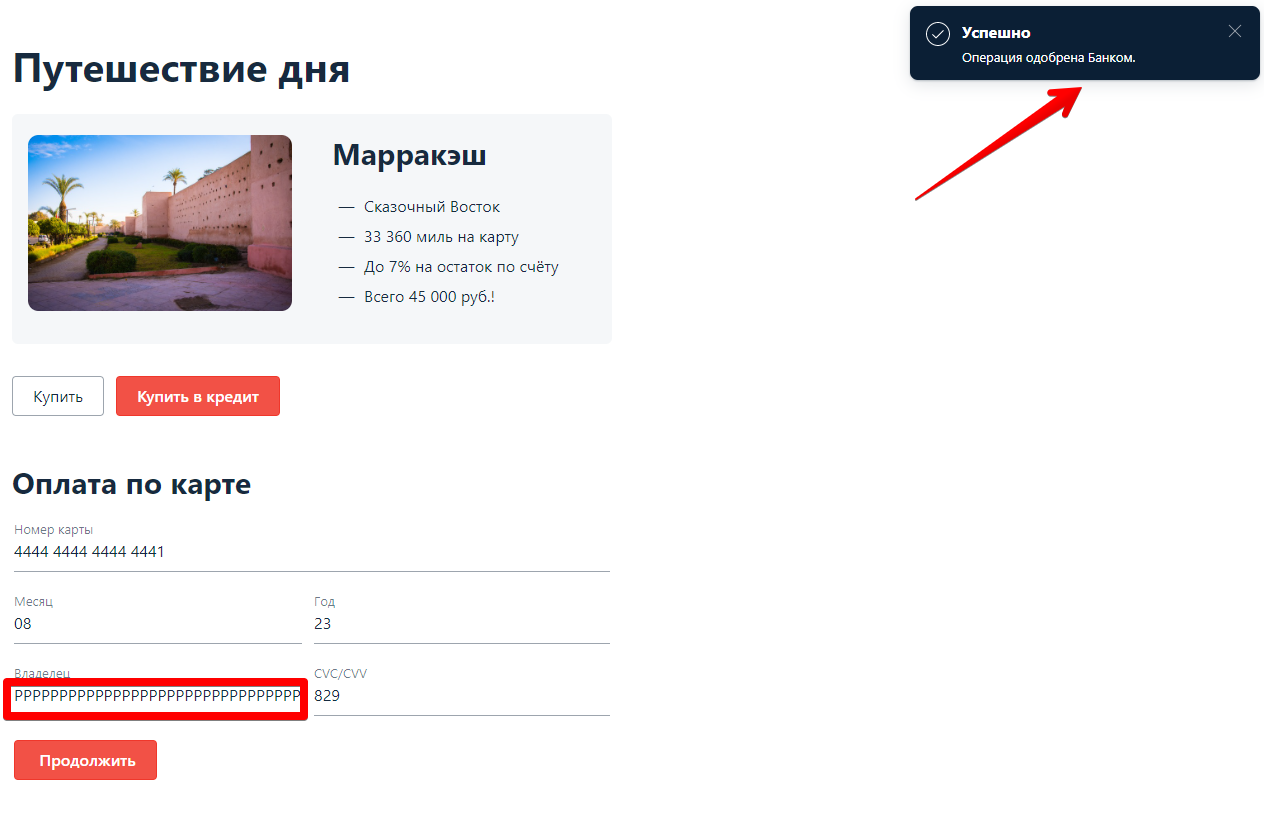 Успешно
Операция одобрена Банком.
Путешествие дня
Марракэш
— Сказочный Восток
— 33 360 миль на карту
— До 7% на остаток по счёту
— Всего 45 000 руб.!
Купить Купить в кредит
Оплата по карте
Номер карты
4444 4444 4444 4441
Месяц Год
08 23
Владелец CVC/CVV
PPPPPPPPPPPPPPPPPPPPPPPPPPPPPPPP 829
Продолжить